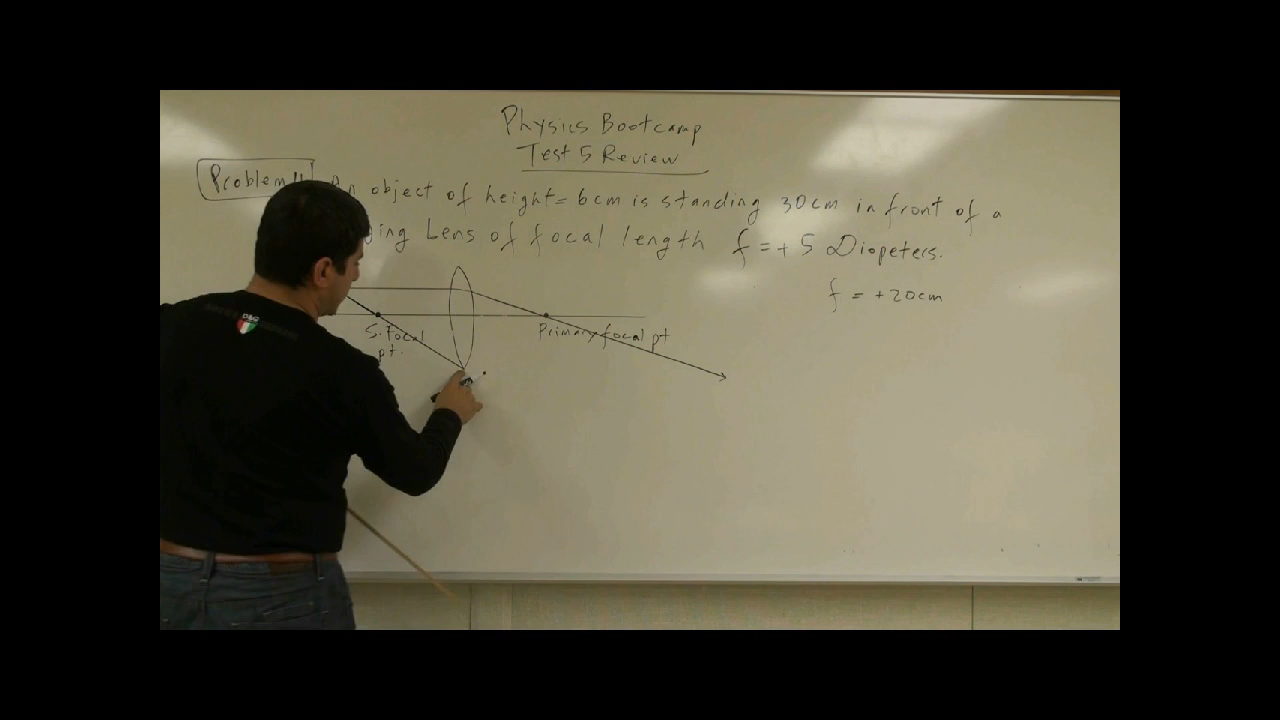 Physics Bootcamp
Test 5 Review
Problem object of height = 6cm is standing 30cm in front of a
ging Lens of focal length f = + 5 Diopeters.
f = +20cm
S. Focal
pt.
Primary focal pt